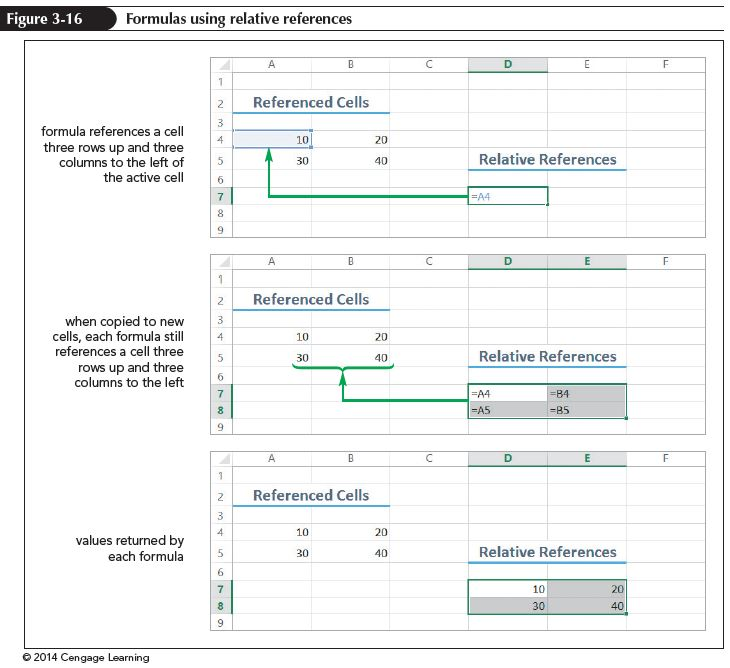 Figure 3-16 Formulas using relative references
A B C D E F
1
2 Referenced Cells
3
formula references a cell
three rows up and three
columns to the left of
the active cell
4 10 20
5 30 40 Relative References
6
7 =A4
8
9
A B C D E F
1
2 Referenced Cells
3
when copied to new
cells, each formula still
references a cell three
rows up and three
columns to the left
4 10 20
5 30 40 Relative References
6
7 =A4 =B4
8 =A5 =B5
9
A B C D E F
1
2 Referenced Cells
3
values returned by
each formula
4 10 20
5 30 40 Relative References
6
7 10 20
8 30 40
9
© 2014 Cengage Learning